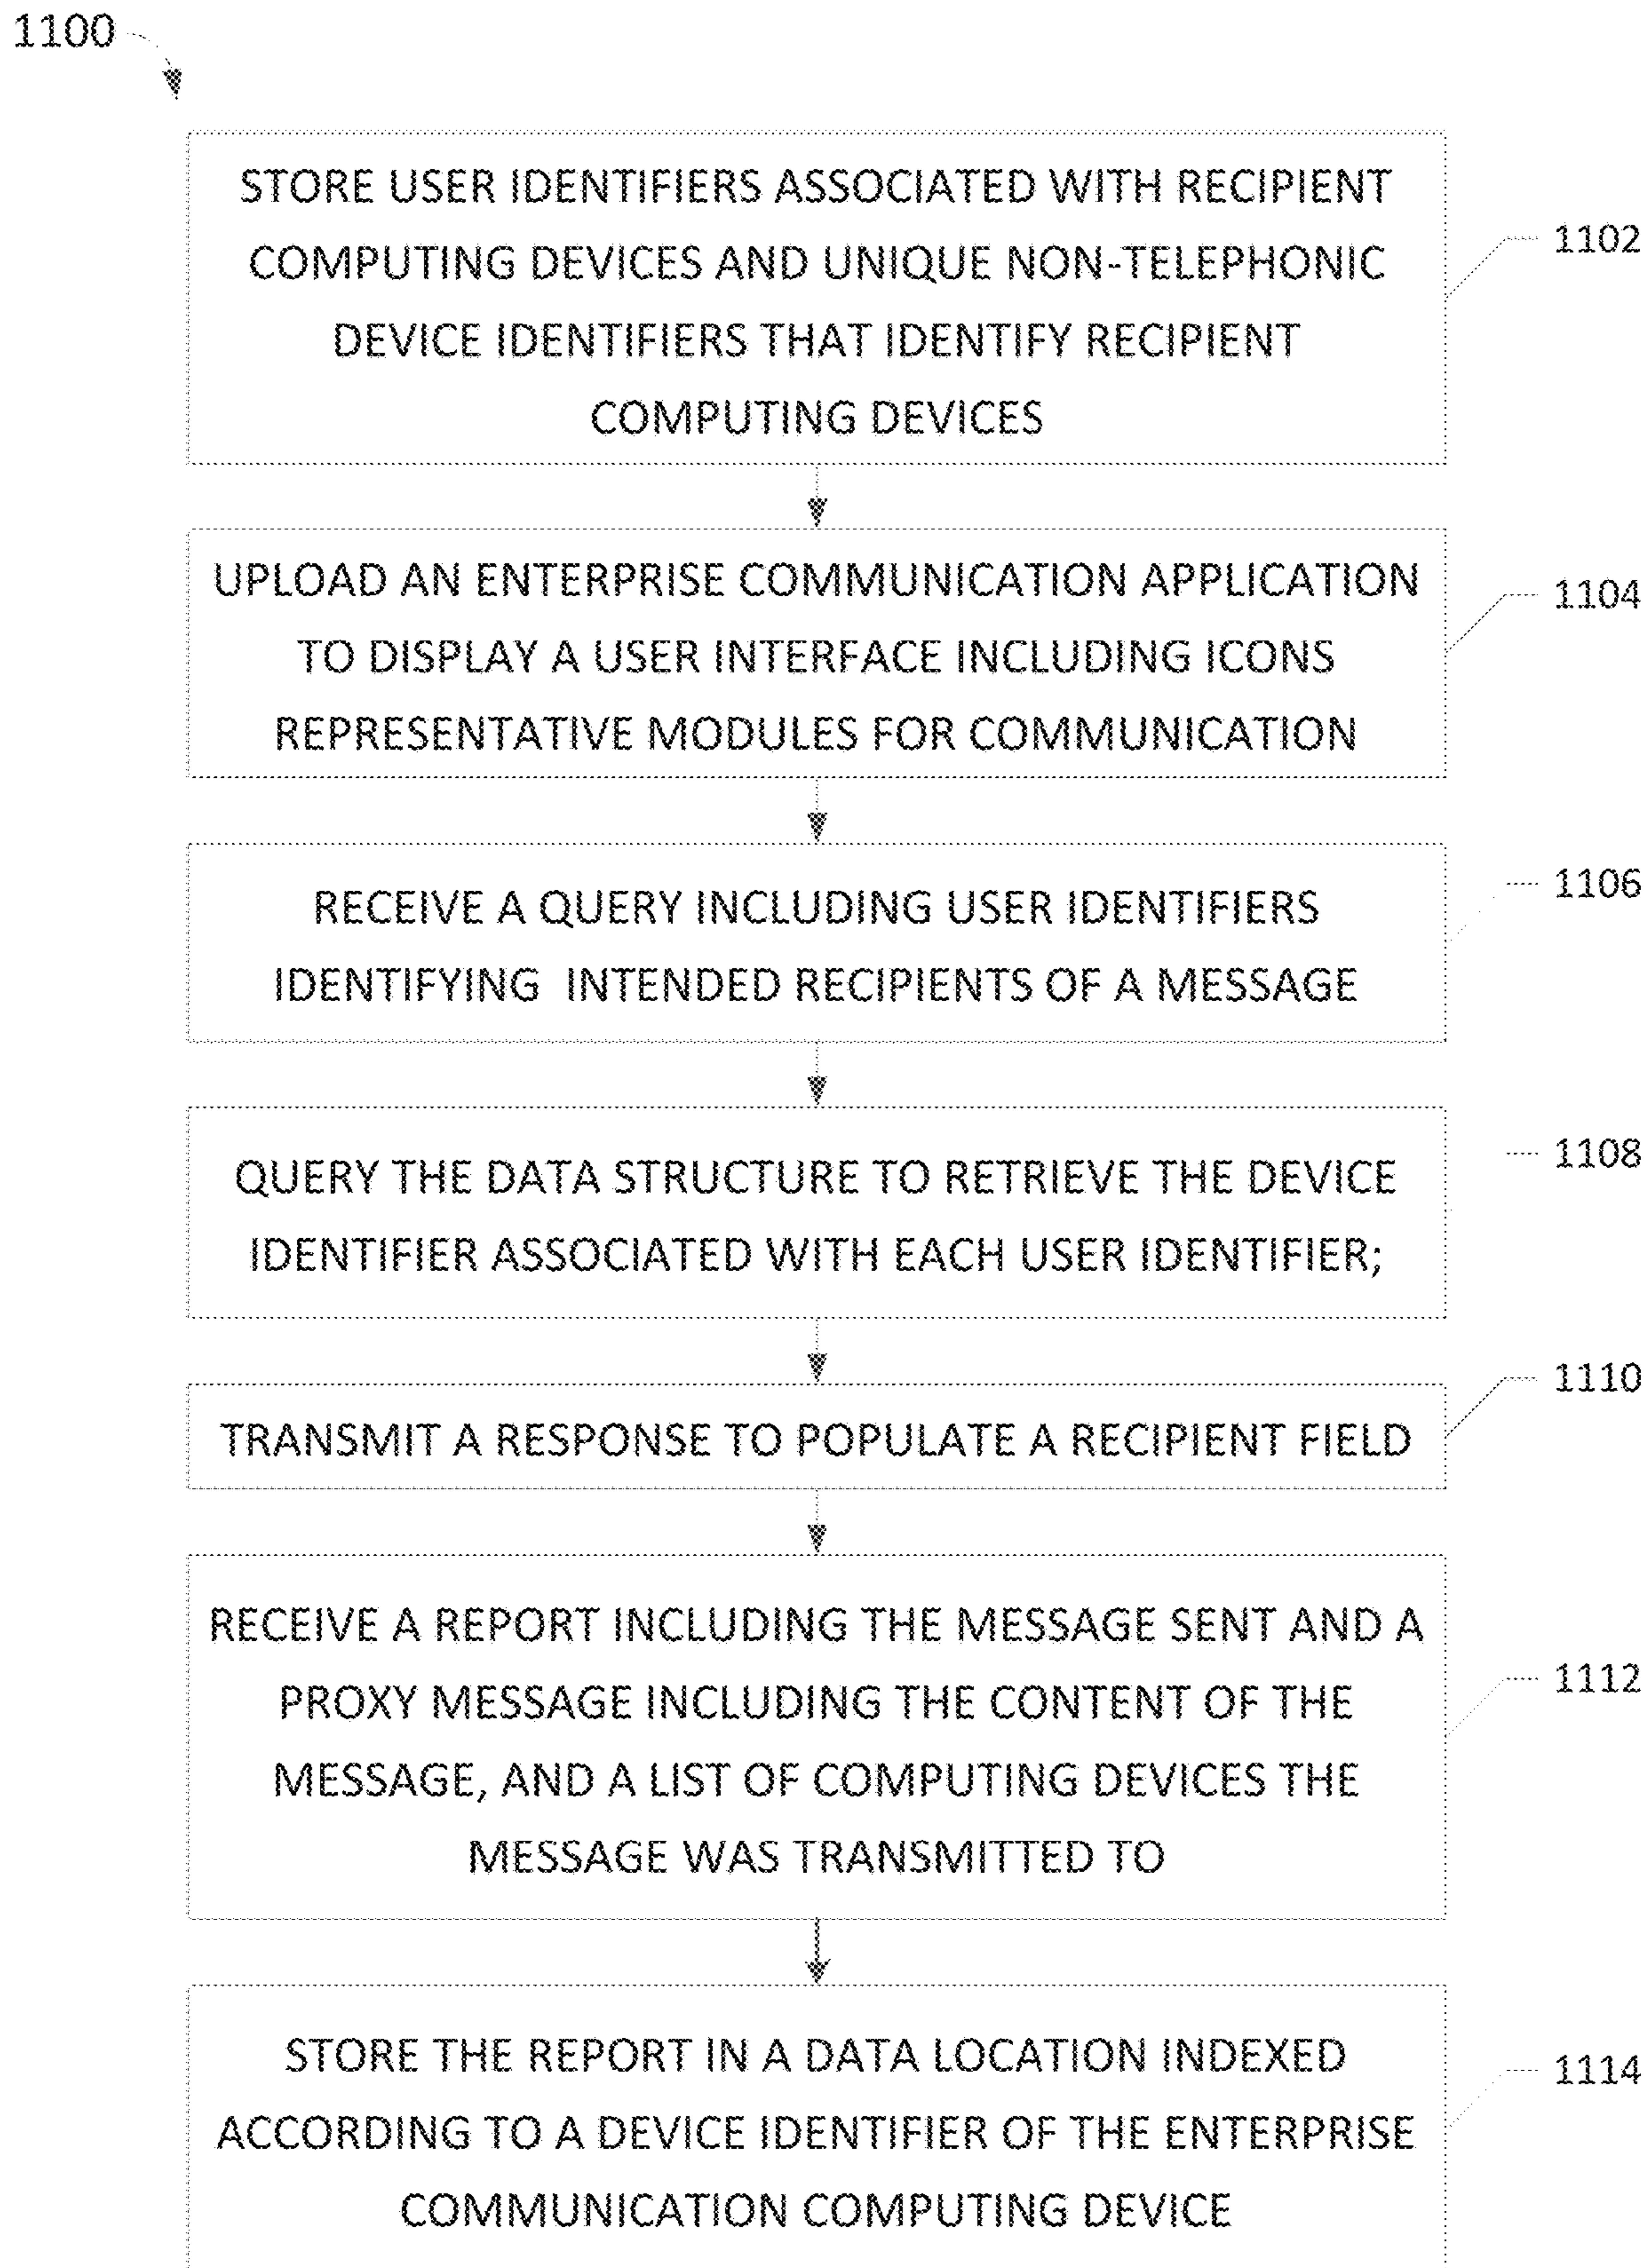 1100
STORE USER IDENTIFIERS ASSOCIATED WITH RECIPIENT
COMPUTING DEVICES AND UNIQUE NON-TELEPHONIC
DEVICE IDENTIFIERS THAT IDENTIFY RECIPIENT
COMPUTING DEVICES
1102
UPLOAD AN ENTERPRISE COMMUNICATION APPLICATION
TO DISPLAY A USER INTERFACE INCLUDING ICONS
REPRESENTATIVE MODULES FOR COMMUNICATION
1104
RECEIVE A QUERY INCLUDING USER IDENTIFIERS
IDENTIFYING INTENDED RECIPIENTS OF A MESSAGE
1106
QUERY THE DATA STRUCTURE TO RETRIEVE THE DEVICE
IDENTIFIER ASSOCIATED WITH EACH USER IDENTIFIER;
1108
TRANSMIT A RESPONSE TO POPULATE A RECIPIENT FIELD
1110
RECEIVE A REPORT INCLUDING THE MESSAGE SENT AND A
PROXY MESSAGE INCLUDING THE CONTENT OF THE
MESSAGE, AND A LIST OF COMPUTING DEVICES THE
MESSAGE WAS TRANSMITTED TO
1112
STORE THE REPORT IN A DATA LOCATION INDEXED
ACCORDING TO A DEVICE IDENTIFIER OF THE ENTERPRISE
COMMUNICATION COMPUTING DEVICE
1114